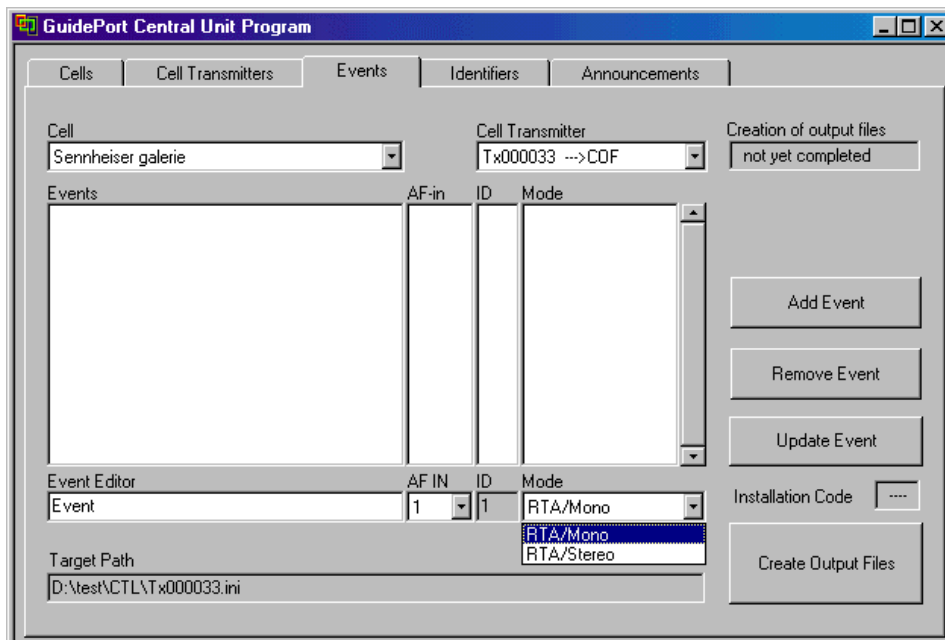 GuidePort Central Unit Program
Cells Cell Transmitters Events Identifiers Announcements
Cell Cell Transmitter Creation of output files
Sennheiser galerie Tx000033 --->COF not yet completed
Events AF-in ID Mode
Add Event
Remove Event
Update Event
Event Editor AF IN ID Mode
Event 1 1 RTA/Mono Installation Code ----
RTA/Mono
RTA/Stereo
Target Path
D:\test\CTL\Tx000033.ini
Create Output Files